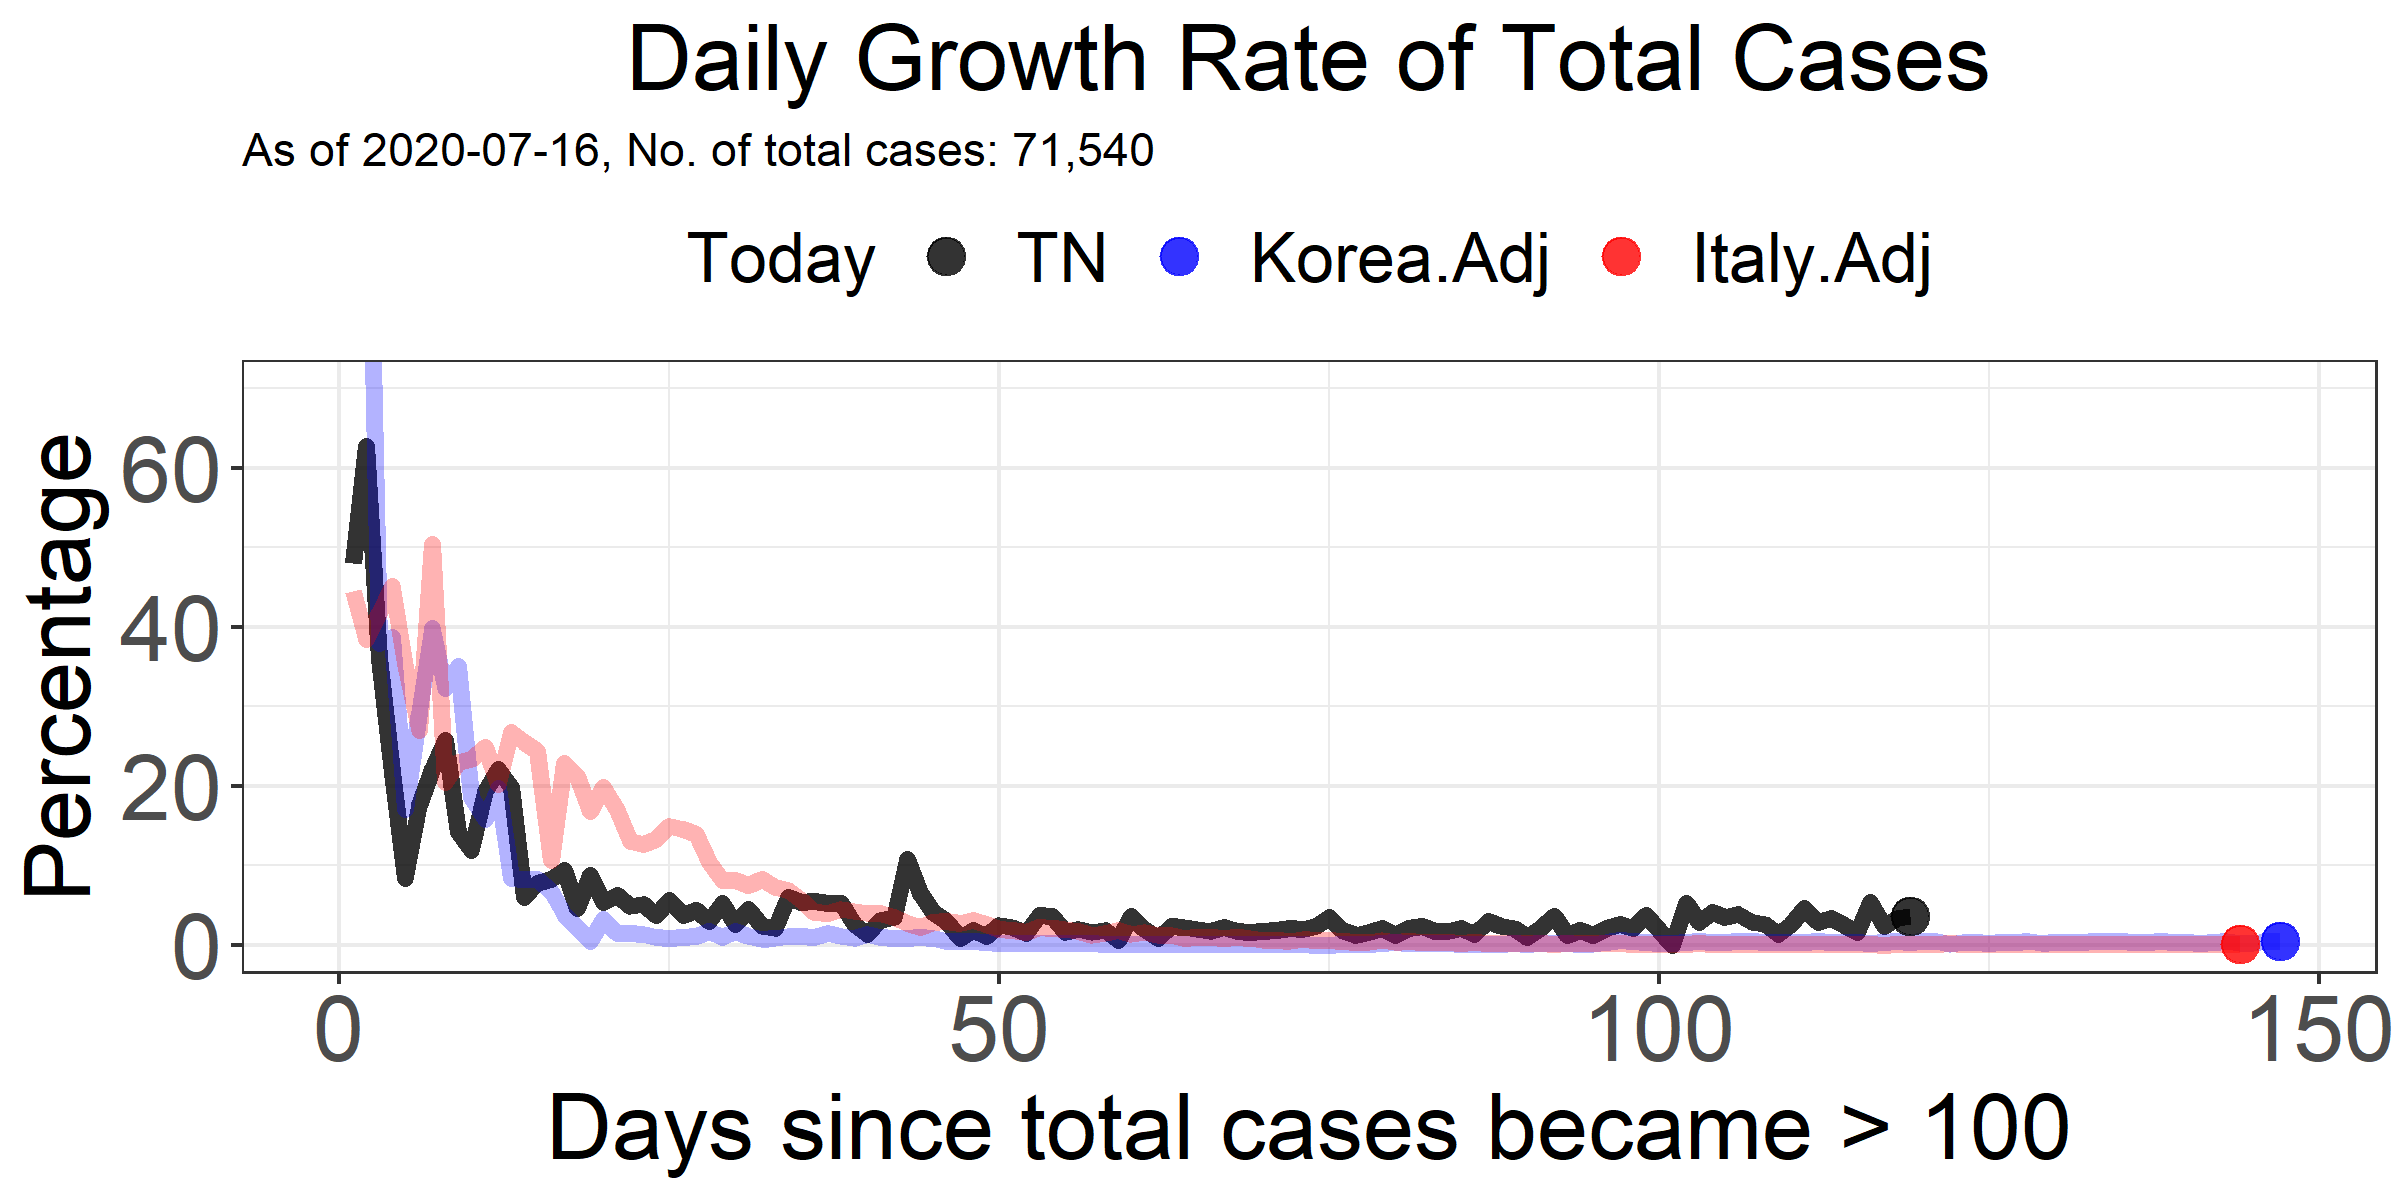 Daily Growth Rate of Total Cases
As of 2020-07-16, No. of total cases: 71,540
Today TN Korea.Adj Italy.Adj
Percentage
60
40
20
0
0 50 100 150
Days since total cases became > 100